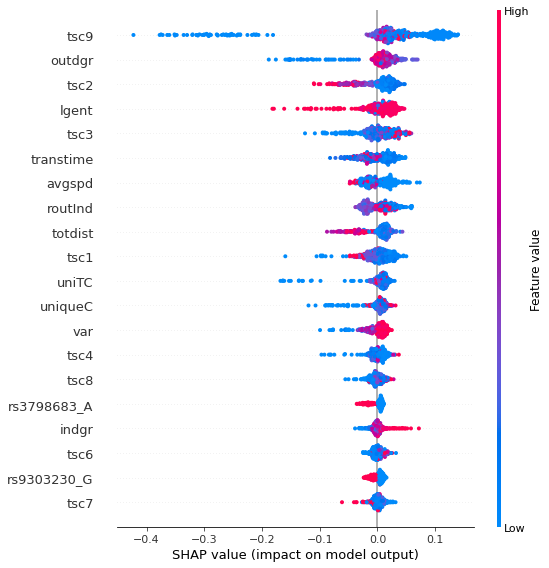 High
tsc9
outdgr
tsc2
lgent
tsc3
transtime
avgspd
routInd
totdist
tsc1
uniTC
uniqueC
var
tsc4
tsc8
rs3798683_A
indgr
tsc6
rs9303230_G
tsc7
Feature value
Low
−0.4 −0.3 −0.2 −0.1 0.0 0.1
SHAP value (impact on model output)